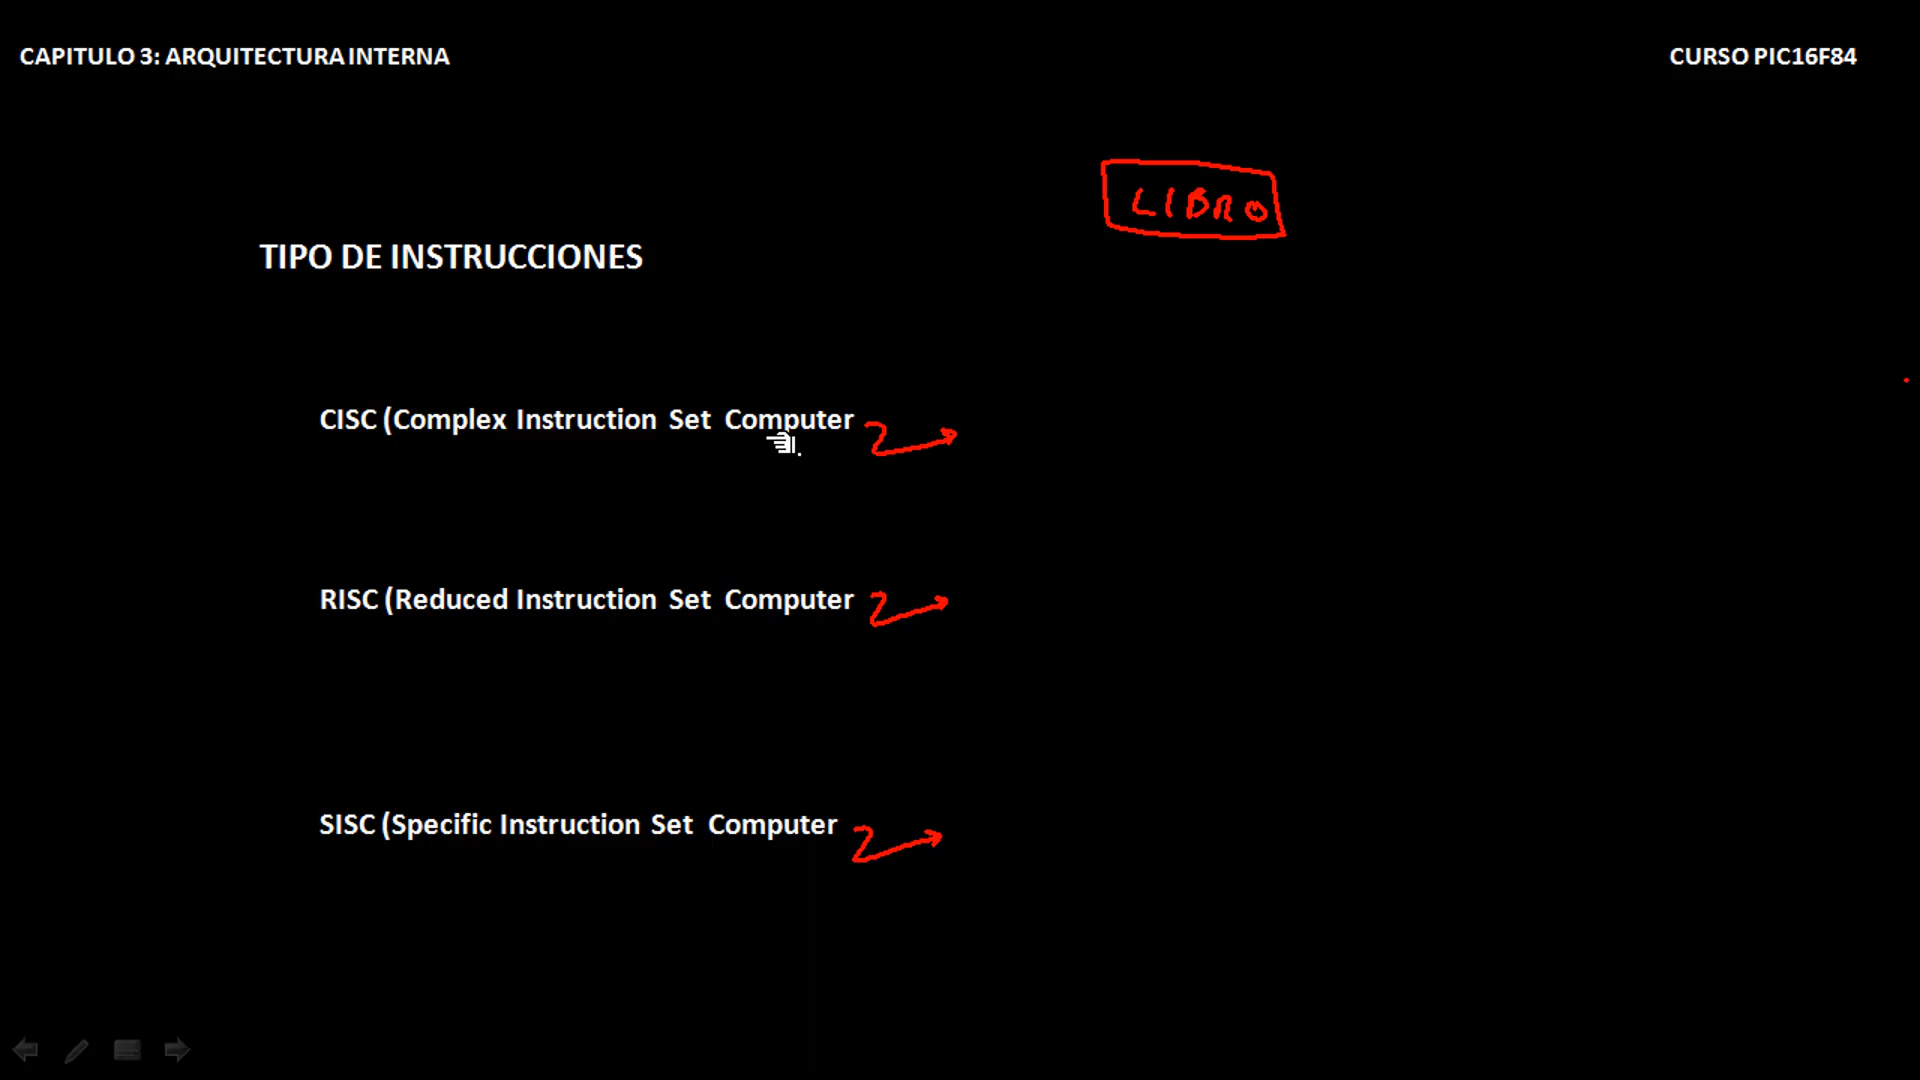 CAPITULO 3: ARQUITECTURA INTERNA
CURSO PIC16F84
LIBRO
TIPO DE INSTRUCCIONES
CISC (Complex Instruction Set Computer
RISC (Reduced Instruction Set Computer
SISC (Specific Instruction Set Computer